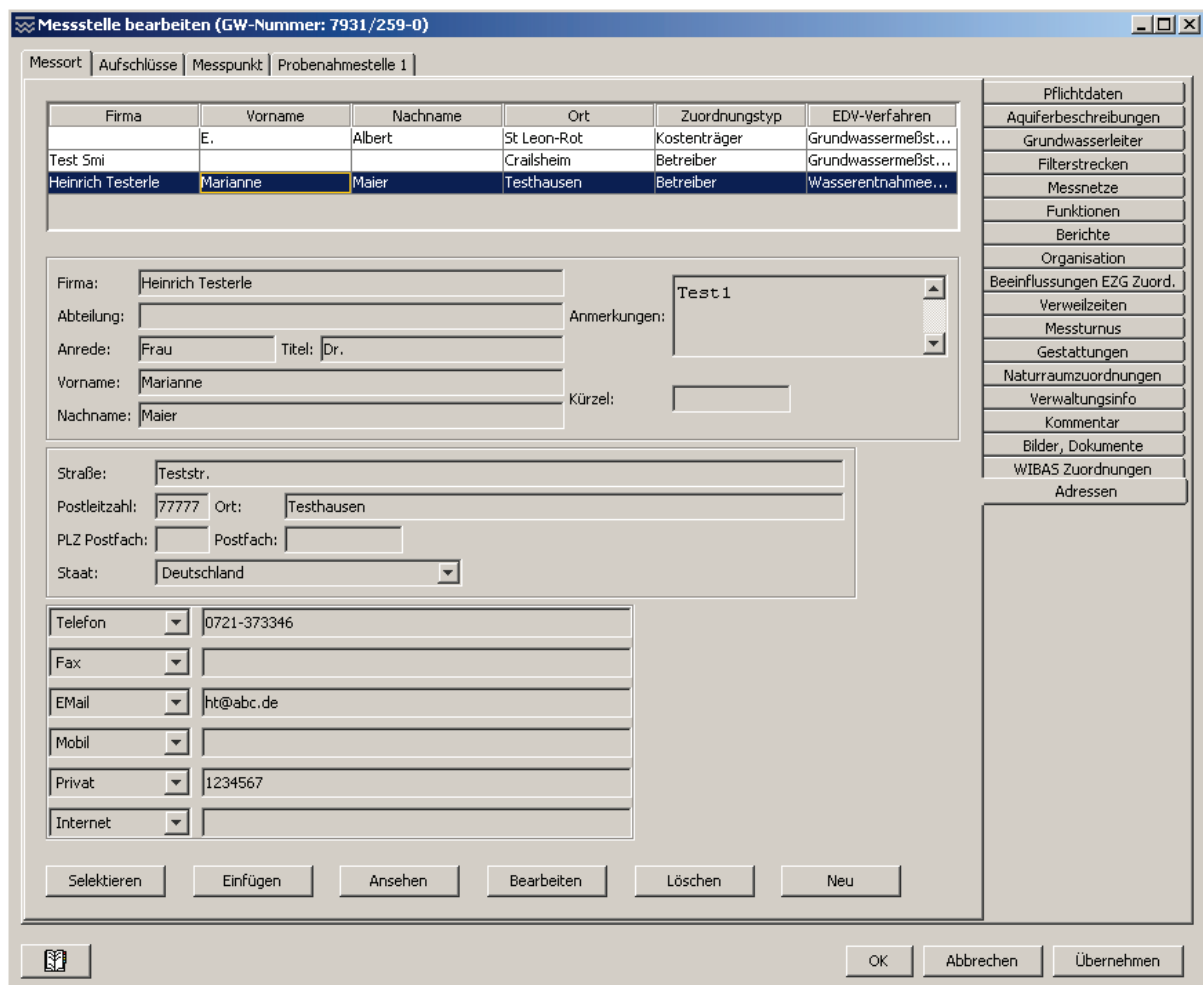 Messstelle bearbeiten (GW-Nummer: 7931/259-0)
Messort Aufschlüsse Messpunkt Probenahmestelle 1
Firma Vorname Nachname Ort Zuordnungstyp EDV-Verfahren
E. Albert St Leon-Rot Kostenträger Grundwassermeßst...
Test Smi Crailsheim Betreiber Grundwassermeßst...
Heinrich Testerle Marianne Maier Testhausen Betreiber Wasserentnahmee...
Firma: Heinrich Testerle
Abteilung:
Anrede: Frau Titel: Dr.
Vorname: Marianne
Nachname: Maier
Anmerkungen: Test1
Kürzel:
Straße: Teststr.
Postleitzahl: 77777 Ort: Testhausen
PLZ Postfach: Postfach:
Staat: Deutschland
Telefon 0721-373346
Fax
EMail ht@abc.de
Mobil
Privat 1234567
Internet
Selektieren Einfügen Ansehen Bearbeiten Löschen Neu
Pflichtdaten
Aquiferbeschreibungen
Grundwasserleiter
Filterstrecken
Messnetze
Funktionen
Berichte
Organisation
Beeinflussungen EZG Zuord.
Verweilzeiten
Messturnus
Gestattungen
Naturraumzuordnungen
Verwaltungsinfo
Kommentar
Bilder, Dokumente
WIBAS Zuordnungen
Adressen
OK Abbrechen Übernehmen